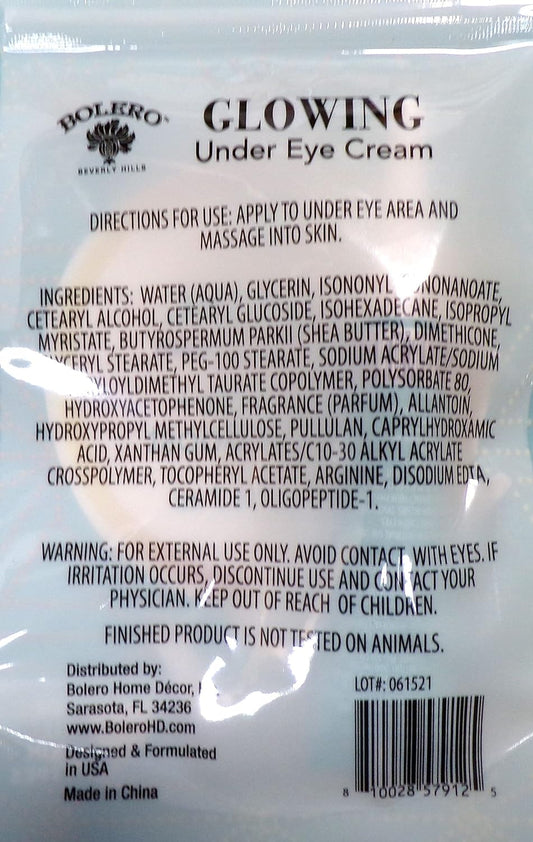 BOLERO™
BEVERLY HILLS
GLOWING
Under Eye Cream
DIRECTIONS FOR USE: APPLY TO UNDER EYE AREA AND
MASSAGE INTO SKIN.
INGREDIENTS: WATER (AQUA), GLYCERIN, ISONONYL
CETEARYL ALCOHOL, CETEARYL GLUCOSIDE, ISOHEXADECANE, ISOPROPYL
MYRISTATE, BUTYROSPERMUM PARKII (SHEA BUTTER), DIMETHICONE,
STEARATE, PEG-100 STEARATE, SODIUM ACRYLATE/SODIUM
TAURATE COPOLYMER, POLYSORBATE 80,
HYDROXYACETOPHENONE, FRAGRANCE (PARFUM), ALLANTOIN,
HYDROXYPROPYL METHYLCELLULOSE, PULLULAN, CAPRYLHYDROXAMIC
ACID, XANTHAN GUM, ACRYLATES/C10-30 ALKYL ACRYLATE
CROSSPOLYMER, TOCOPHERYL ACETATE, ARGININE, DISODIUM EDTA,
CERAMIDE 1, OLIGOPEPTIDE-1.
WARNING: FOR EXTERNAL USE ONLY. AVOID CONTACT WITH EYES. IF
IRRITATION OCCURS, DISCONTINUE USE AND CONTACT YOUR
PHYSICIAN. KEEP OUT OF REACH OF CHILDREN.
FINISHED PRODUCT IS NOT TESTED ON ANIMALS.
Distributed by:
Bolero Home Décor,
Sarasota, FL 34236
www.BoleroHD.com
Designed & Formulated
in USA
Made in China
LOT#: 061521
8 10028 57912 5